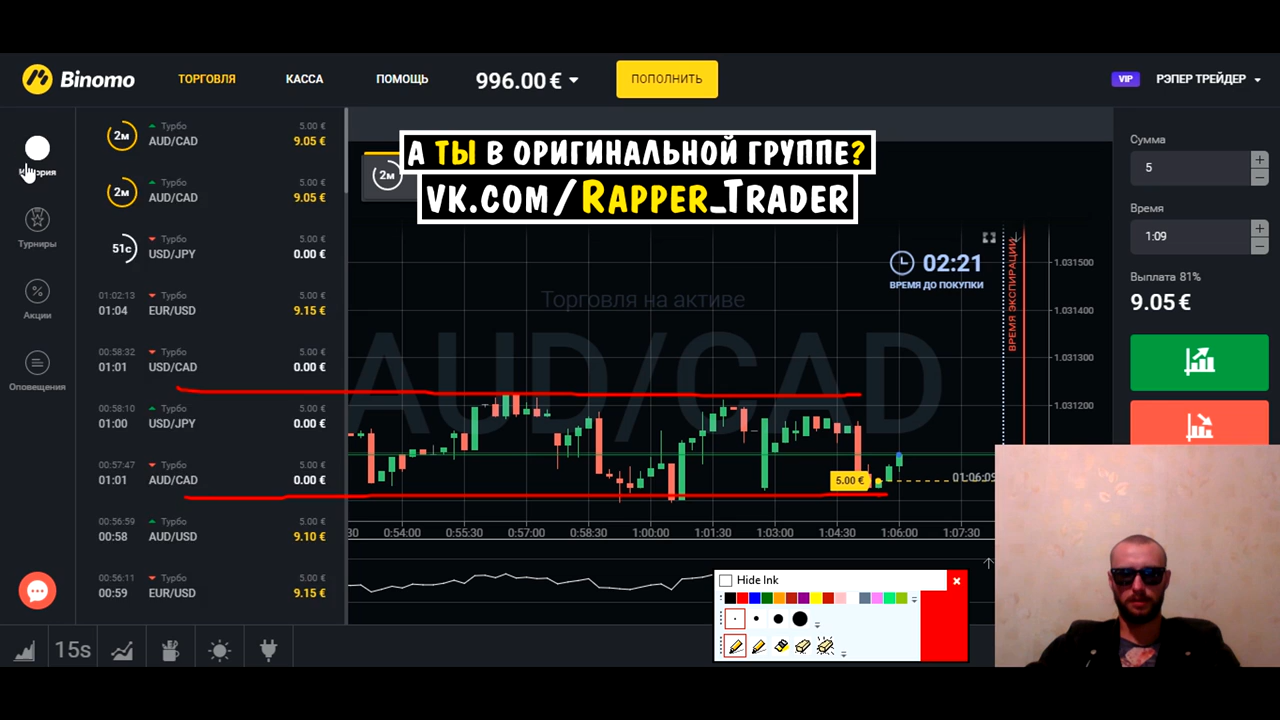 Binomo
ТОРГОВЛЯ
КАССА
ПОМОЩЬ
996.00 €
ПОПОЛНИТЬ
VIP
РЭПЕР ТРЕЙДЕР
А ТЫ В ОРИГИНАЛЬНОЙ ГРУППЕ?
VK.COM/RAPPER_TRADER
Турниры
Акции
Оповещения
2м
Турбо
5.00 €
AUD/CAD
9.05 €
2м
Турбо
5.00 €
AUD/CAD
9.05 €
51с
Турбо
5.00 €
USD/JPY
0.00 €
01:02:13
Турбо
5.00 €
01:04
EUR/USD
9.15 €
00:58:32
Турбо
5.00 €
01:01
USD/CAD
0.00 €
00:58:10
Турбо
5.00 €
01:00
USD/JPY
0.00 €
00:57:47
Турбо
5.00 €
01:01
AUD/CAD
0.00 €
00:56:59
Турбо
5.00 €
00:58
AUD/USD
9.10 €
00:56:11
Турбо
5.00 €
00:59
EUR/USD
9.15 €
15s
2м
02:21
ВРЕМЯ ДО ПОКУПКИ
Торговля на активе
AUD/CAD
ВРЕМЯ ЭКСПИРАЦИИ
1.031500
1.031400
1.031300
1.031200
5.00 €
01:06:09
:30
0:54:00
0:55:30
0:57:00
0:58:30
1:00:00
1:01:30
1:03:00
1:04:30
1:06:00
1:07:30
Hide Ink
Сумма
5
Время
1:09
Выплата 81%
9.05 €